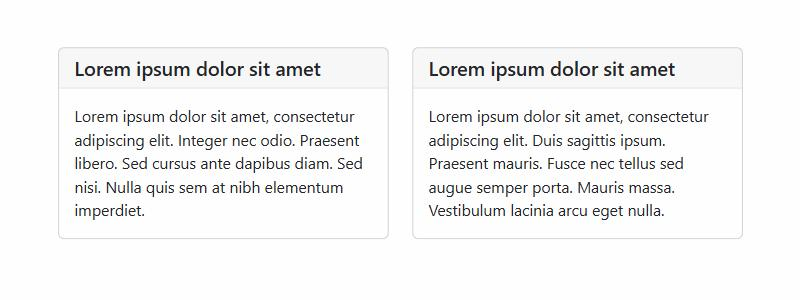 Lorem ipsum dolor sit amet
Lorem ipsum dolor sit amet, consectetur
adipiscing elit. Integer nec odio. Praesent
libero. Sed cursus ante dapibus diam. Sed
nisi. Nulla quis sem at nibh elementum
imperdiet.
Lorem ipsum dolor sit amet
Lorem ipsum dolor sit amet, consectetur
adipiscing elit. Duis sagittis ipsum.
Praesent mauris. Fusce nec tellus sed
augue semper porta. Mauris massa.
Vestibulum lacinia arcu eget nulla.